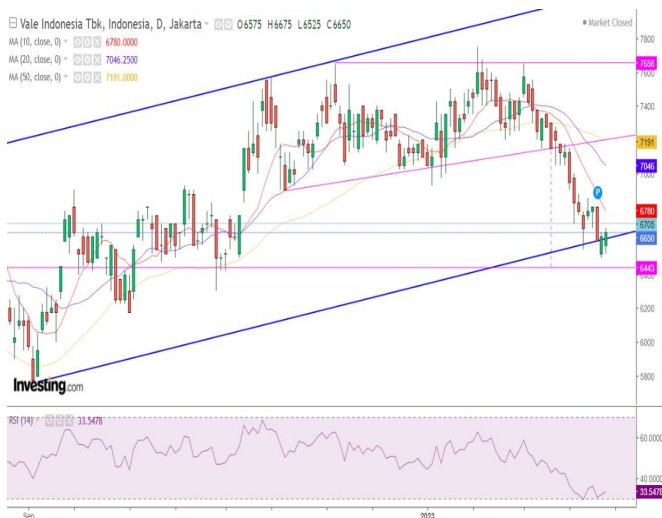 Vale Indonesia Tbk, Indonesia, D, Jakarta O6575 H6675 L6525 C6650
Market Closed
MA (10, close, 0) 6780.0000
MA (20, close, 0) 7046.2500
MA (50, close, 0) 7191.0000
7800
7658
7600
7400
7191
7046
7000
P
6780
6705
6650
6443
6400
6200
6000
5800
Investing.com
RSI (14) 33.5478
60.0000
40.0000
33.5478
Sep
2023